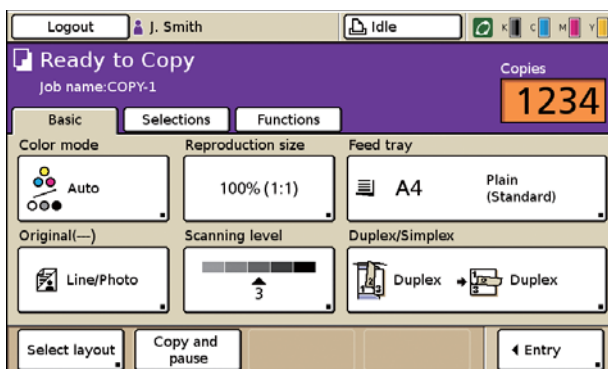 Logout
J. Smith
Idle
K C M Y
Ready to Copy
Job name:COPY-1
Copies
1234
Basic
Selections
Functions
Color mode
Reproduction size
Feed tray
Auto
100% (1:1)
A4
Plain
(Standard)
Original(---)
Scanning level
Duplex/Simplex
Line/Photo
3
Duplex
Duplex
Select layout
Copy and
pause
Entry